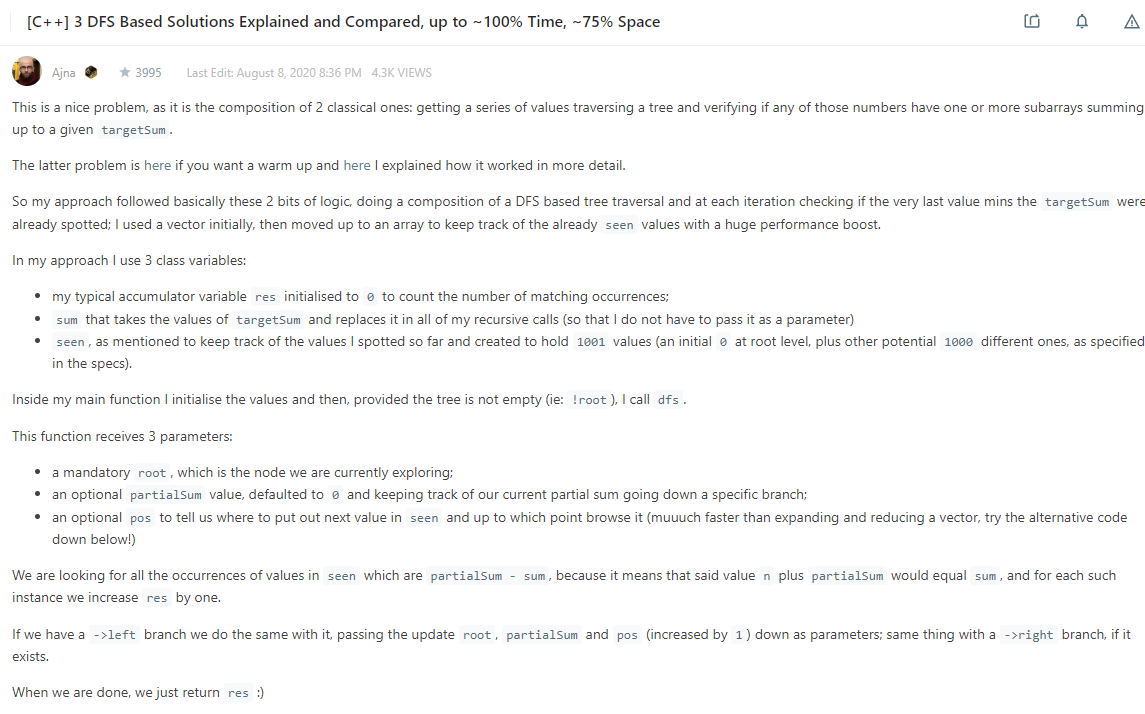 [C++] 3 DFS Based Solutions Explained and Compared, up to ~100% Time, ~75% Space
Ajna 3995 Last Edit: August 8, 2020 8:36 PM 4.3K VIEWS
This is a nice problem, as it is the composition of 2 classical ones: getting a series of values traversing a tree and verifying if any of those numbers have one or more subarrays summing
up to a given targetSum.
The latter problem is here if you want a warm up and here I explained how it worked in more detail.
So my approach followed basically these 2 bits of logic, doing a composition of a DFS based tree traversal and at each iteration checking if the very last value mins the targetSum were
already spotted; I used a vector initially, then moved up to an array to keep track of the already seen values with a huge performance boost.
In my approach I use 3 class variables:
• my typical accumulator variable res initialised to 0 to count the number of matching occurrences;
• sum that takes the values of targetSum and replaces it in all of my recursive calls (so that I do not have to pass it as a parameter)
• seen, as mentioned to keep track of the values I spotted so far and created to hold 1001 values (an initial 0 at root level, plus other potential 1000 different ones, as specified
in the specs).
Inside my main function I initialise the values and then, provided the tree is not empty (ie: !root), I call dfs.
This function receives 3 parameters:
• a mandatory root, which is the node we are currently exploring;
• an optional partialSum value, defaulted to 0 and keeping track of our current partial sum going down a specific branch;
• an optional pos to tell us where to put out next value in seen and up to which point browse it (muuuch faster than expanding and reducing a vector, try the alternative code
down below!)
We are looking for all the occurrences of values in seen which are partialSum - sum, because it means that said value n plus partialSum would equal sum, and for each such
instance we increase res by one.
If we have a ->left branch we do the same with it, passing the update root, partialSum and pos (increased by 1) down as parameters; same thing with a ->right branch, if it
exists.
When we are done, we just return res :)